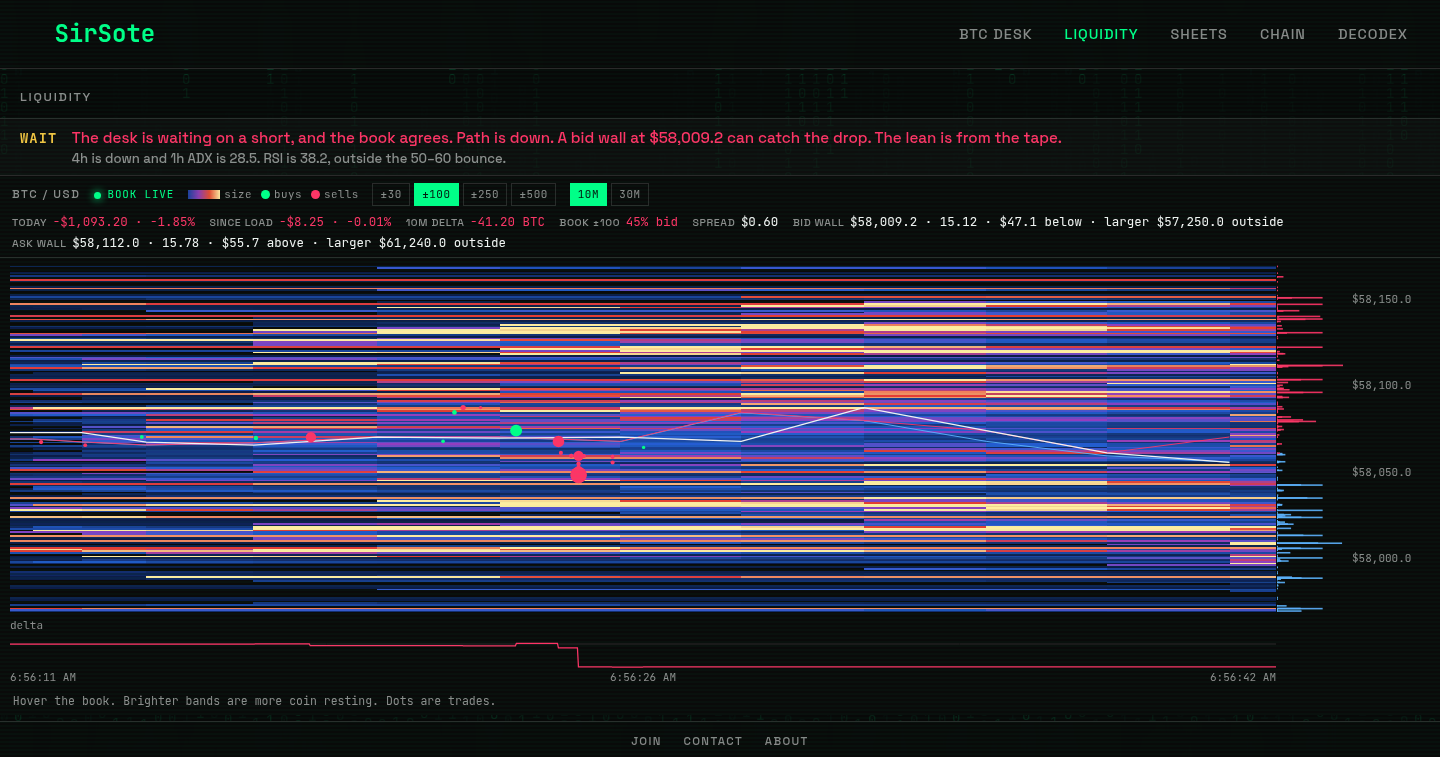 SirSote
BTC DESK LIQUIDITY SHEETS CHAIN DECODEX
LIQUIDITY
WAIT The desk is waiting on a short, and the book agrees. Path is down. A bid wall at $58,009.2 can catch the drop. The lean is from the tape.
4h is down and 1h ADX is 28.5. RSI is 38.2, outside the 50–60 bounce.
BTC / USD BOOK LIVE size buys sells ±30 ±100 ±250 ±500 10M 30M
TODAY -$1,093.20 · -1.85% SINCE LOAD -$8.25 · -0.01% 10M DELTA -41.20 BTC BOOK ±100 45% bid SPREAD $0.60 BID WALL $58,009.2 · 15.12 · $47.1 below · larger $57,250.0 outside
ASK WALL $58,112.0 · 15.78 · $55.7 above · larger $61,240.0 outside
$58,150.0
$58,100.0
$58,050.0
$58,000.0
delta
6:56:11 AM 6:56:26 AM 6:56:42 AM
Hover the book. Brighter bands are more coin resting. Dots are trades.
JOIN CONTACT ABOUT